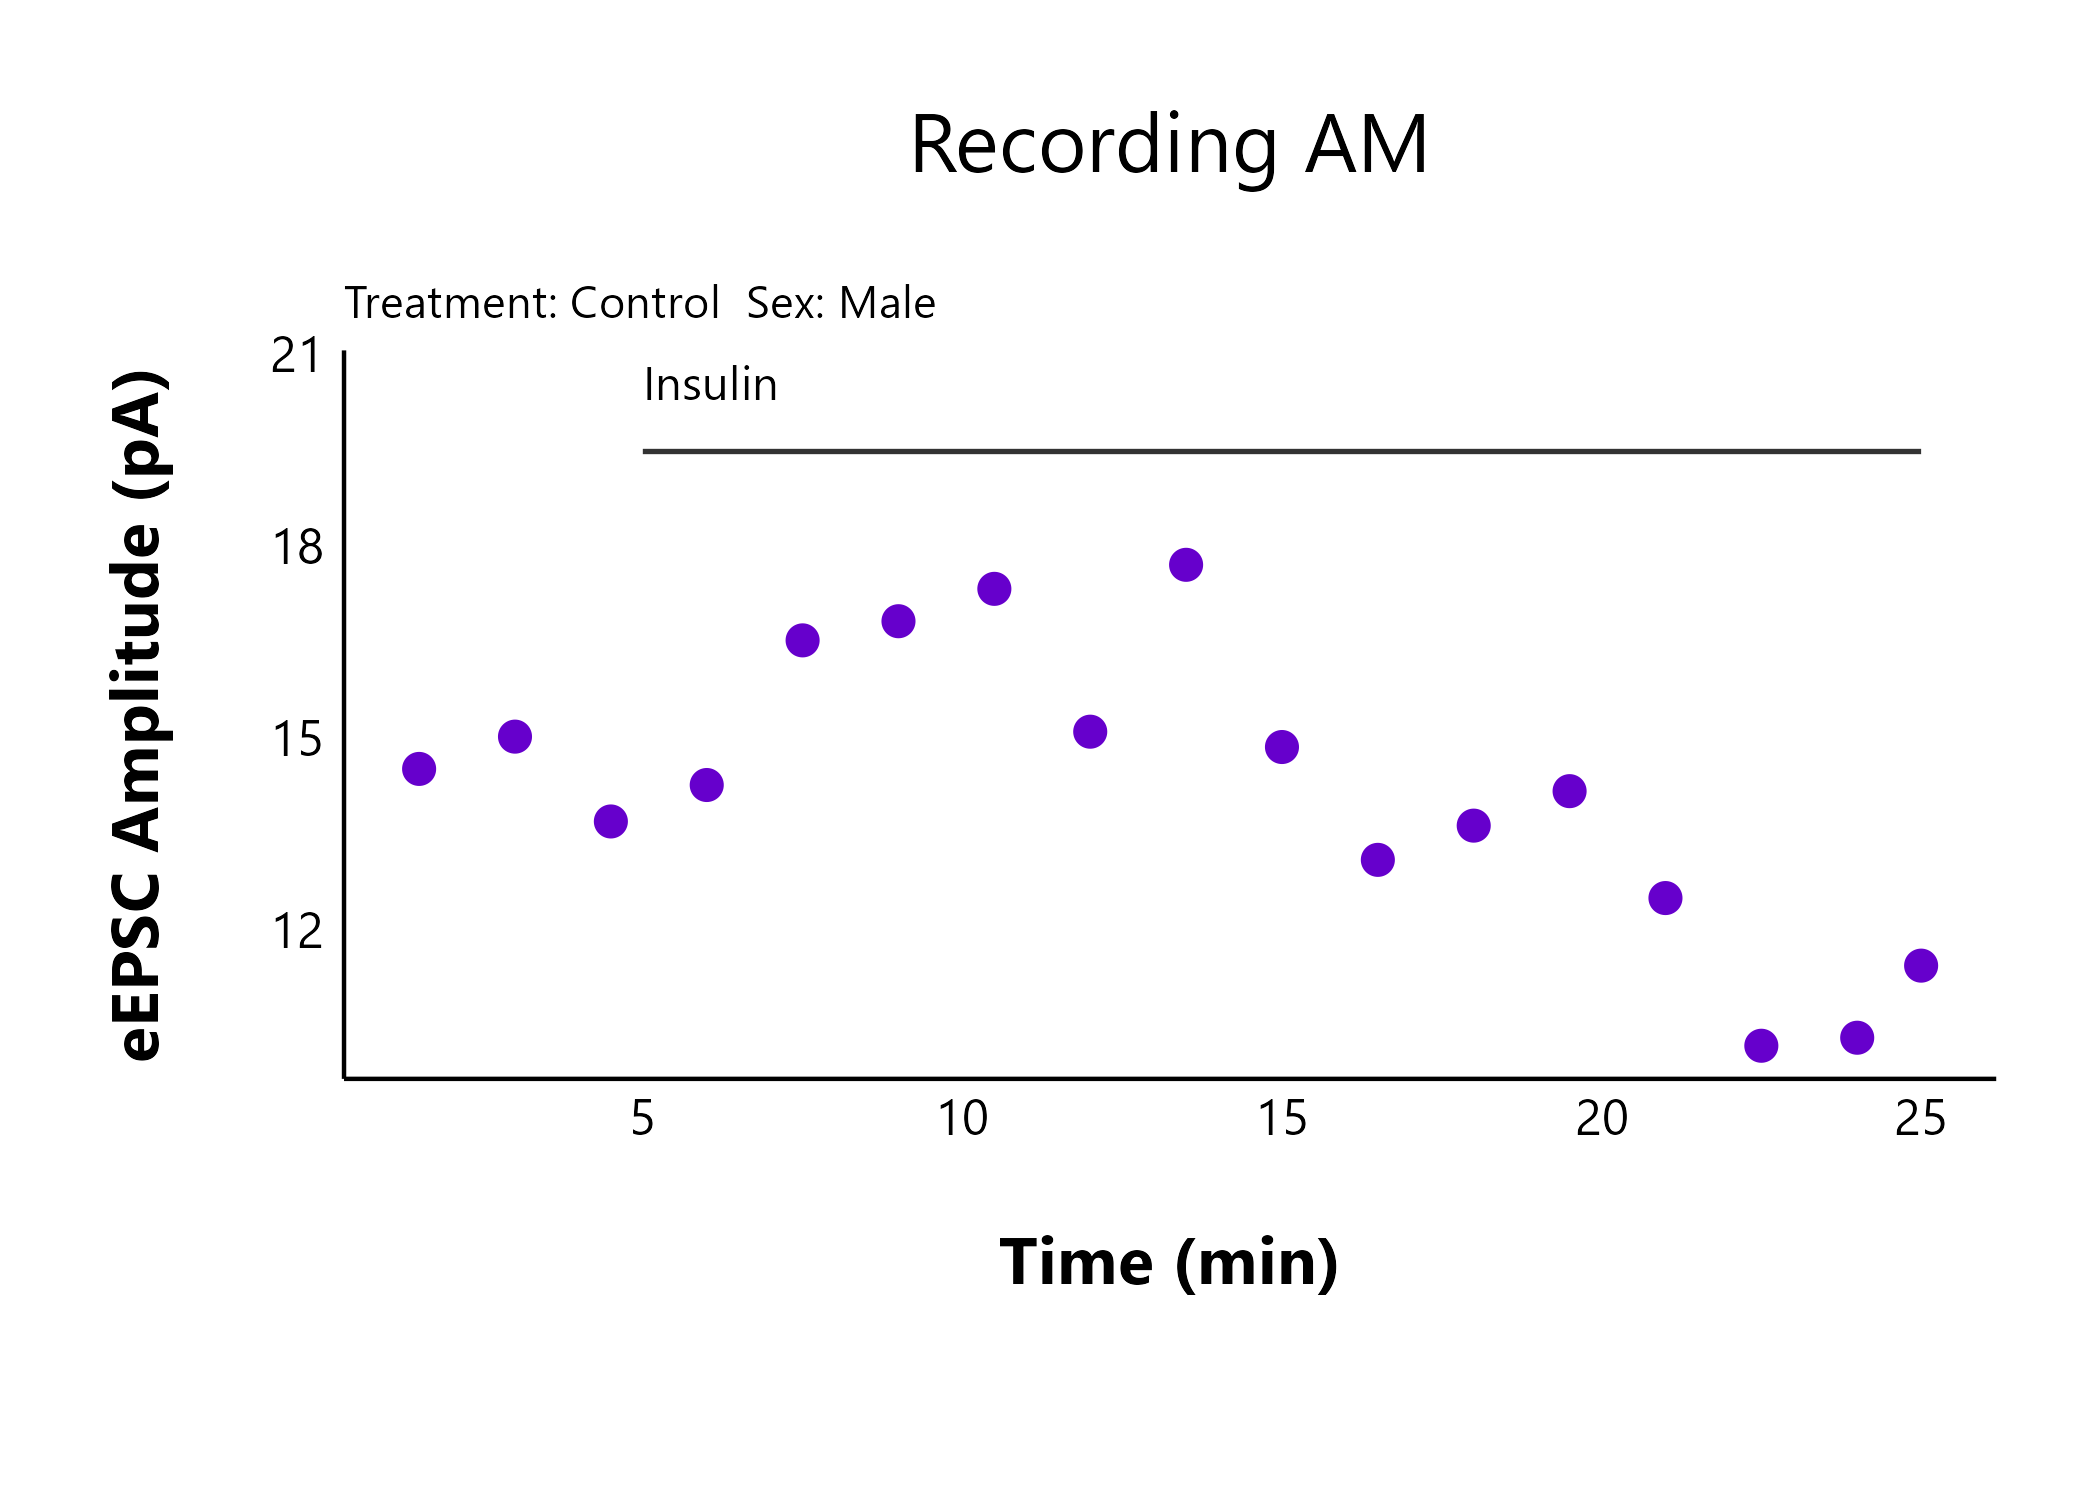 Recording AM
Treatment: Control  Sex: Male
21
Insulin
18
15
12
eEPSC Amplitude (pA)
5 10 15 20 25
Time (min)